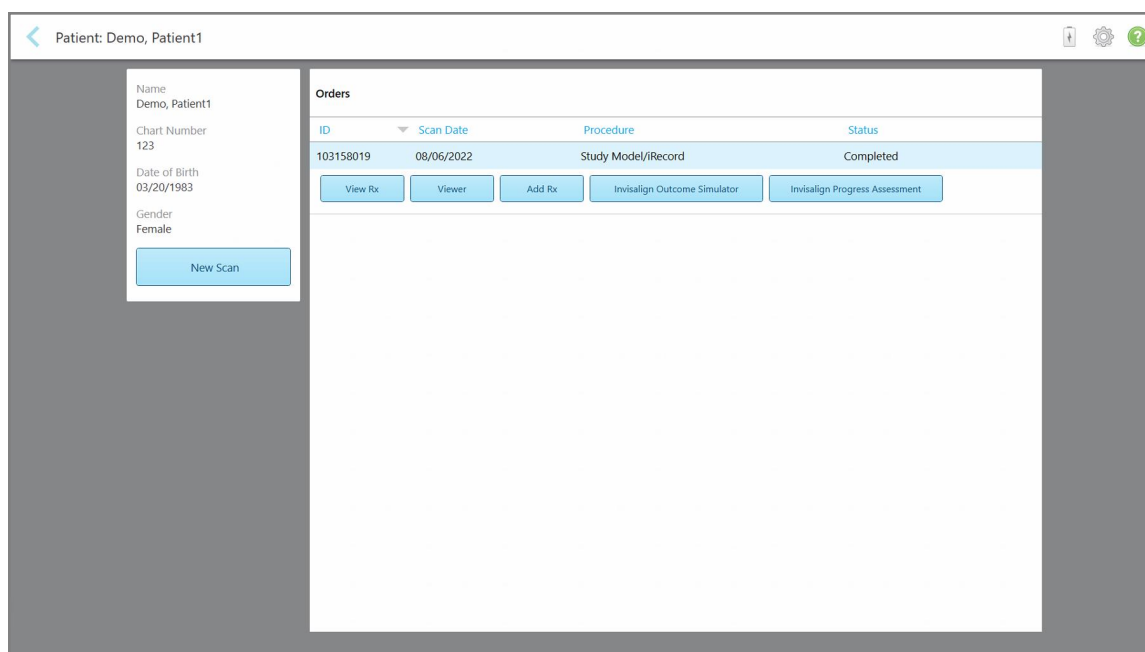 Patient: Demo, Patient1
?
Name
Demo, Patient1
Chart Number
123
Date of Birth
03/20/1983
Gender
Female
New Scan
Orders
ID Scan Date Procedure Status
103158019 08/06/2022 Study Model/iRecord Completed
View Rx Viewer Add Rx Invisalign Outcome Simulator Invisalign Progress Assessment